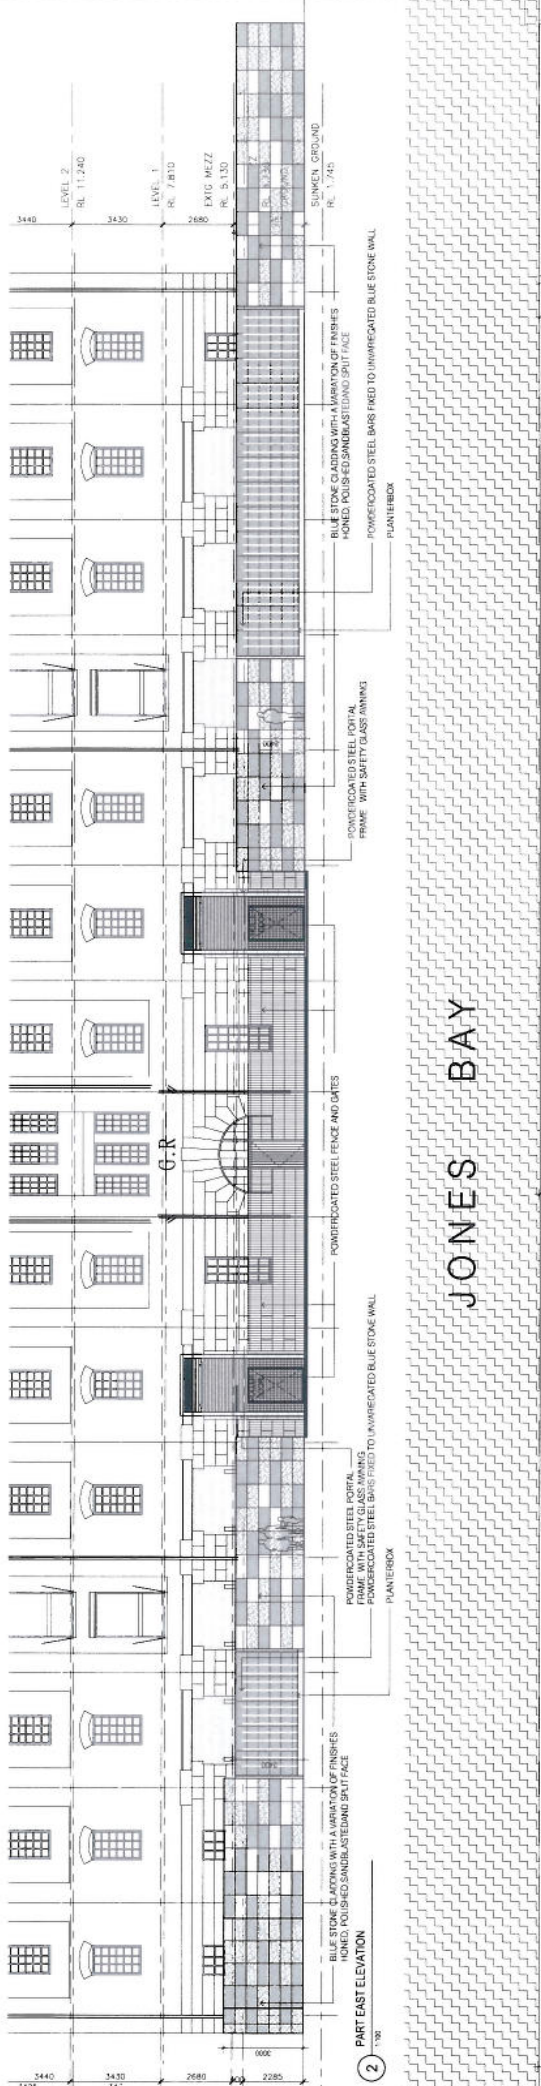 3440
LEVEL 2
RL 11.240
3430
LEVEL 1
RL 7.810
2680
EXTG MEZZ
RL 5.130
SUNKEN GROUND
RL 1.745
BLUE STONE CLADDING WITH A VARIATION OF FINISHES
HONED, POLISHED,SANDBLASTEDAND SPLIT FACE
POWDERCOATED STEEL BARS FIXED TO UNVARIEGATED BLUE STONE WALL
PLANTERBOX
POWDERCOATED STEEL PORTAL
FRAME WITH SAFETY GLASS AWNING
G.R
POWDERCOATED STEEL FENCE AND GATES
POWDERCOATED STEEL PORTAL
FRAME WITH SAFETY GLASS AWNING
POWDERCOATED STEEL BARS FIXED TO UNVARIEGATED BLUE STONE WALL
PLANTERBOX
BLUE STONE CLADDING WITH A VARIATION OF FINISHES
HONED, POLISHED,SANDBLASTEDAND SPLIT FACE
3440
3430
2680
2285
3000
2
PART EAST ELEVATION
1:100
JONES BAY